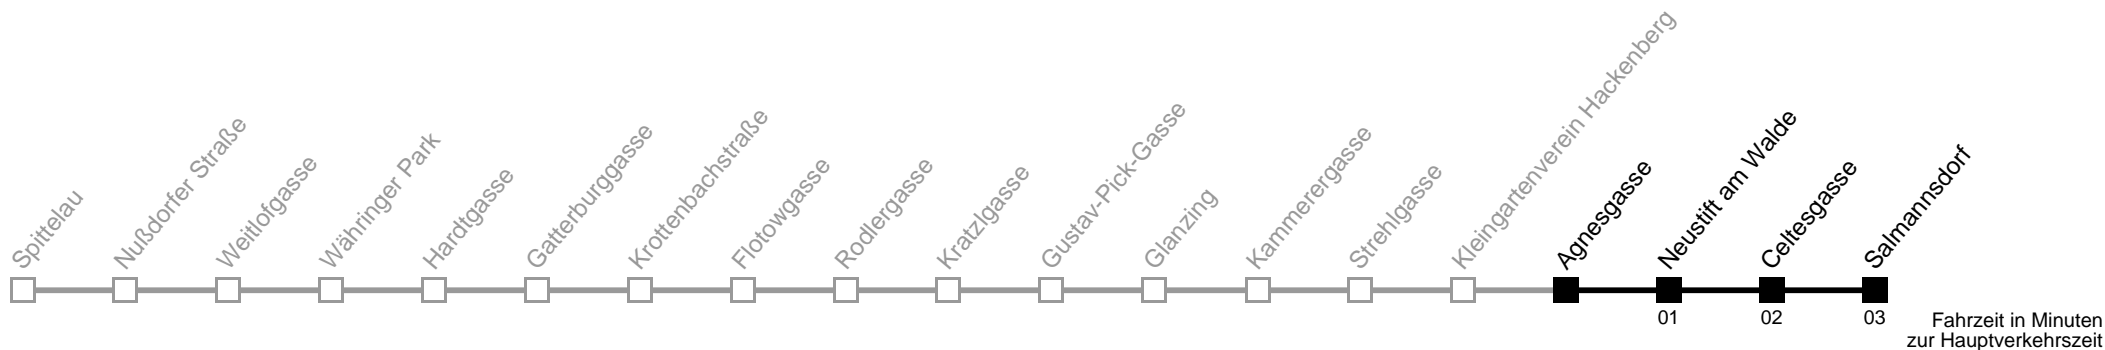 Spittelau
Nußdorfer Straße
Weitlofgasse
Währinger Park
Hardtgasse
Gatterburggasse
Krottenbachstraße
Flotowgasse
Rodlergasse
Kratzlgasse
Gustav-Pick-Gasse
Glanzing
Kammerergasse
Strehlgasse
Kleingartenverein Hackenberg
Agnesgasse
Neustift am Walde
Celtesgasse
Salmannsdorf
01
02
03
Fahrzeit in Minuten
zur Hauptverkehrszeit